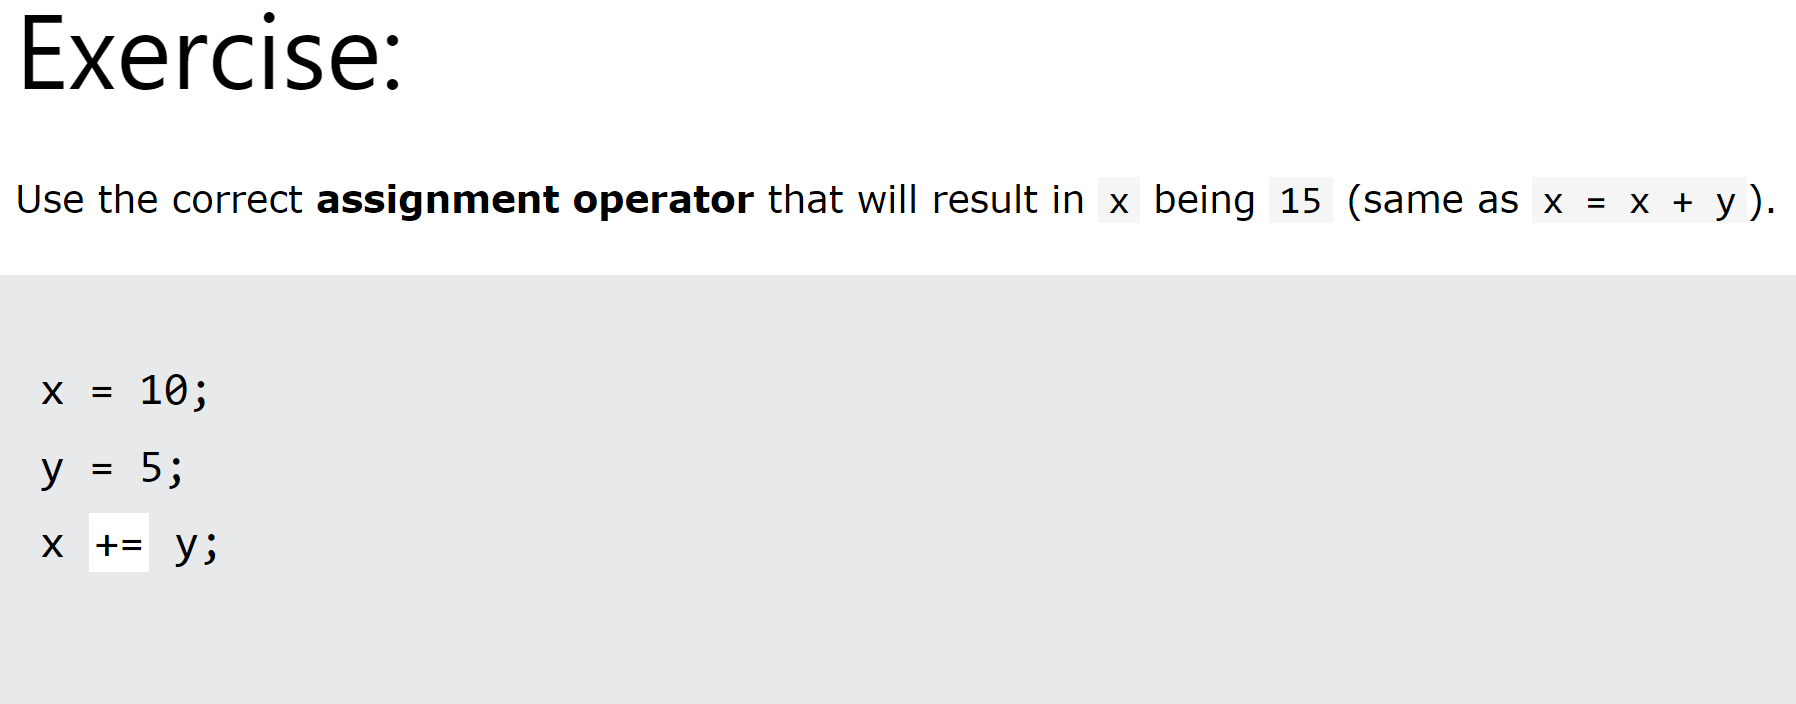 Exercise:
Use the correct assignment operator that will result in x being 15 (same as x = x + y).
x = 10;
y = 5;
x += y;